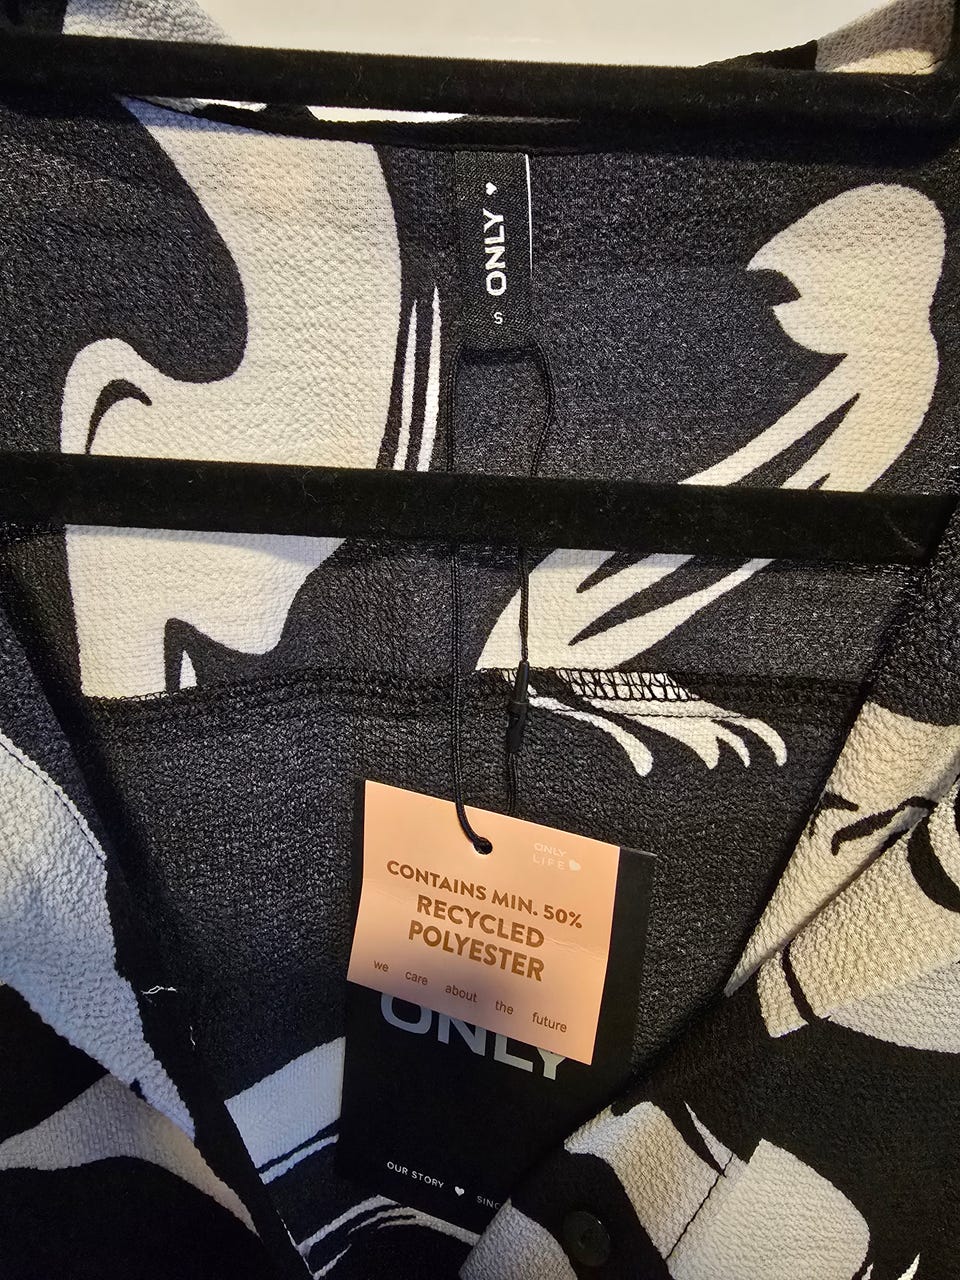 ONLY
S
ONLY
LIFE
CONTAINS MIN. 50%
RECYCLED
POLYESTER
we care about the future
ONLY
OUR STORY